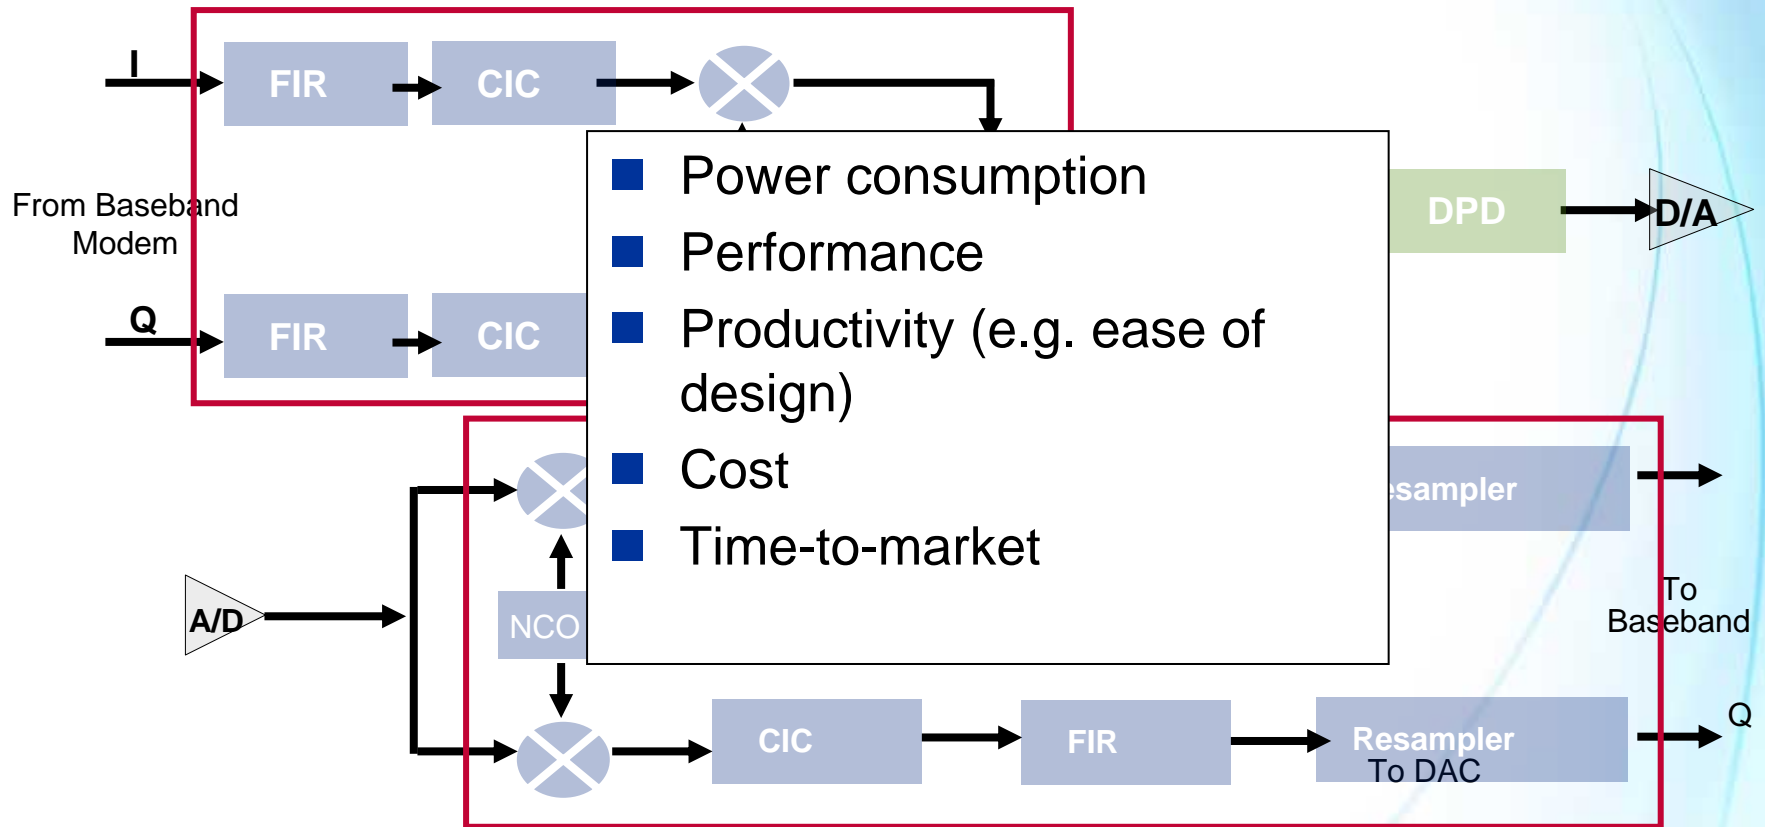 I
FIR
CIC
From Baseband
Modem
Q
FIR
CIC
Power consumption
Performance
Productivity (e.g. ease of
design)
Cost
Time-to-market
DPD
D/A
esampler
A/D
NCO
To
Baseband
CIC
FIR
Resampler
To DAC
Q